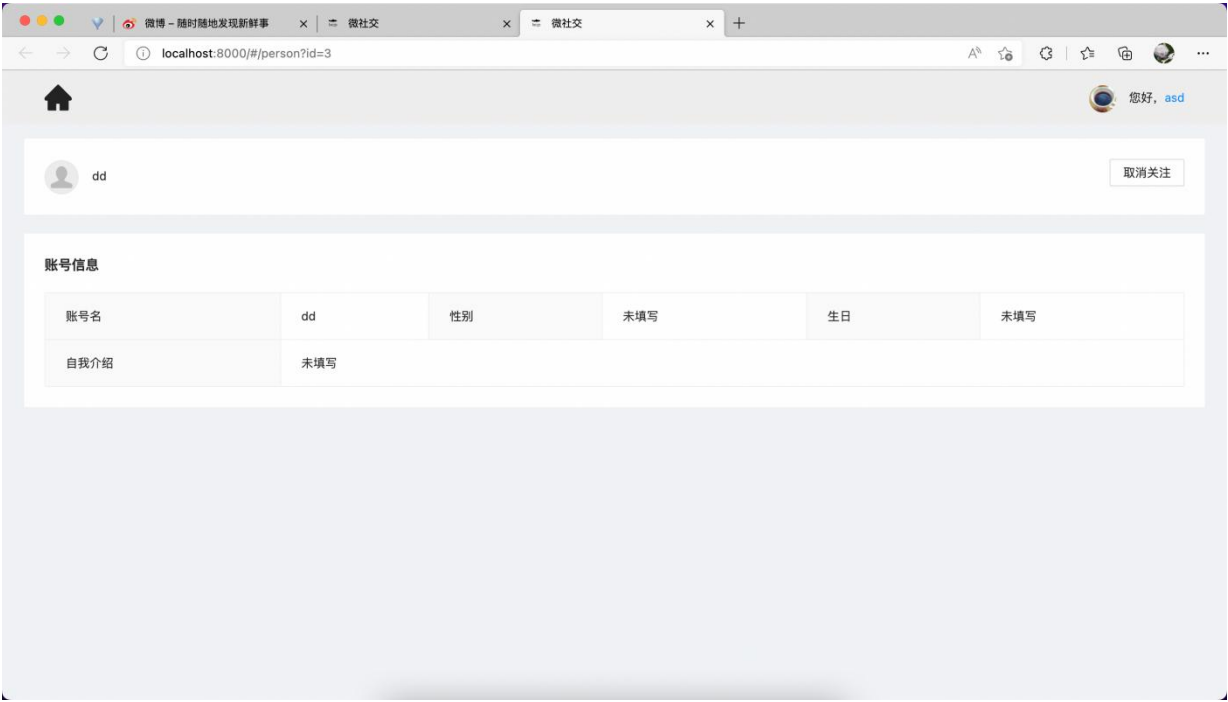 微博 – 随时随地发现新鲜事
微社交
微社交
localhost:8000/#/person?id=3
您好，asd
dd
取消关注
账号信息
账号名 dd 性别 未填写 生日 未填写
自我介绍 未填写